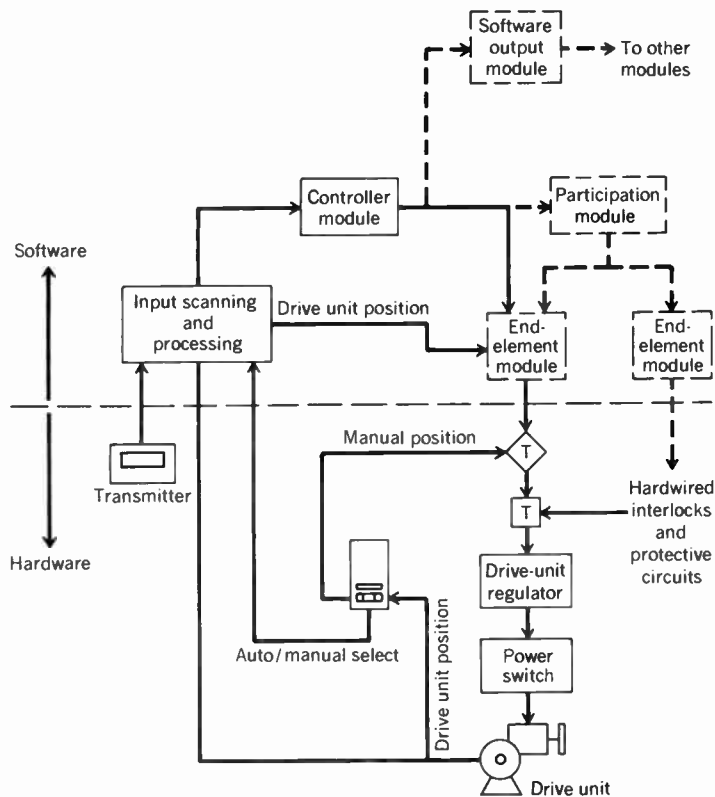 Software
output
module
To other
modules
Controller
module
Participation
module
Software
Input scanning
and
processing
Drive unit position
End-
element
module
End-
element
module
Manual position
T
Transmitter
T
Hardwired
interlocks
and
protective
circuits
Hardware
Drive-unit
regulator
Auto/manual select
Drive unit position
Power
switch
Drive unit